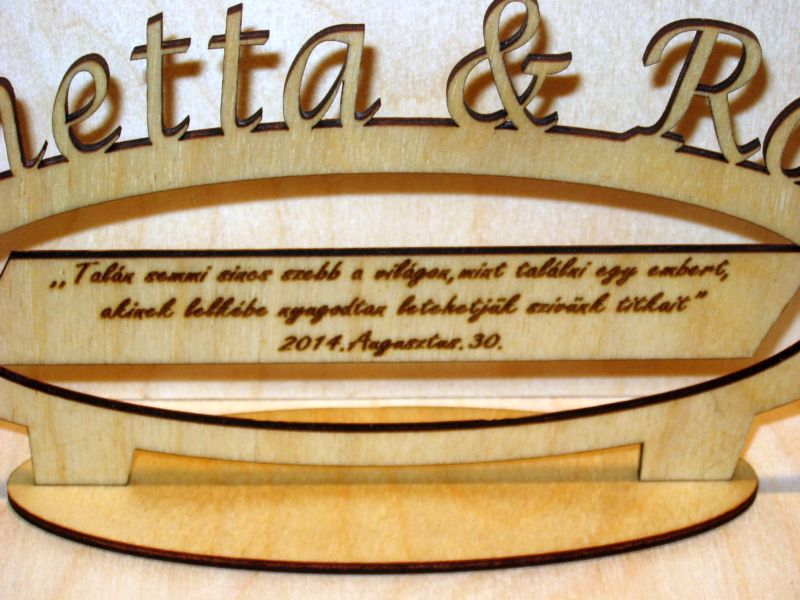 netta & Ro
,,Talán semmi sincs szebb a világon,mint találni egy embert,
akinek lelkébe nyugodtan letehetjük szivünk titkait”
2014.Augusztus.30.